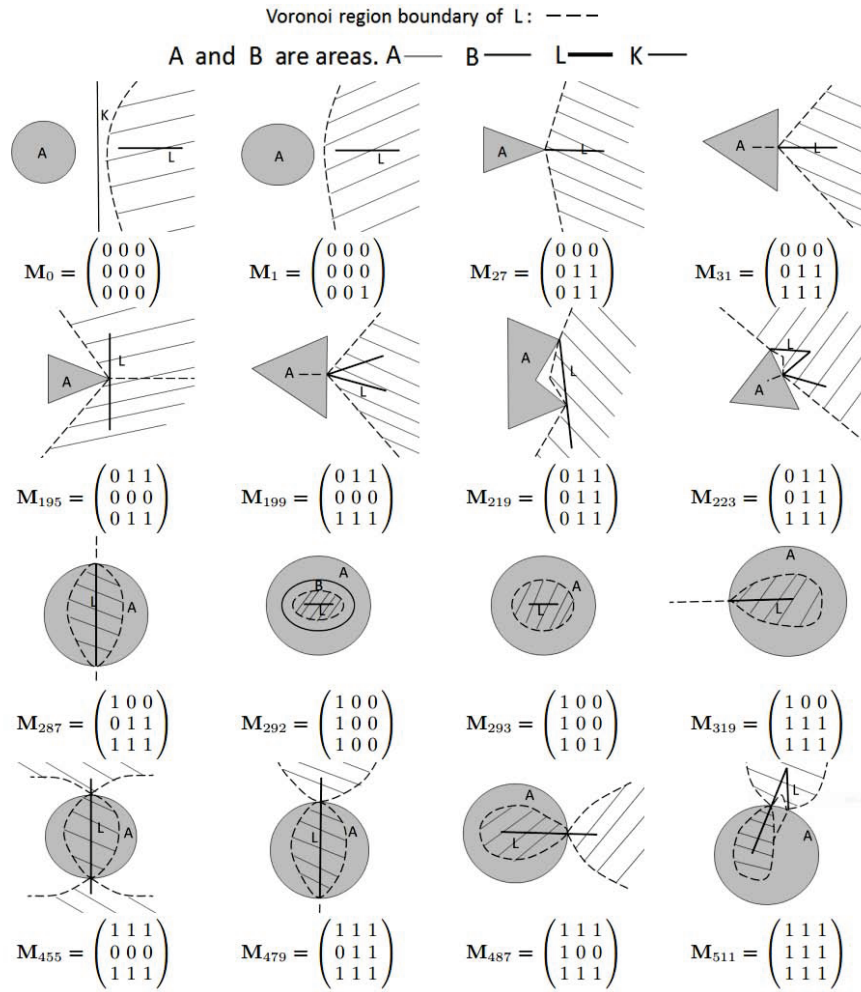 Voronoi region boundary of L:
A and B are areas. A B L K
A K L A L A L A L
M₀ = (0 0 0 M₁ = (0 0 0 M₂₇ = (0 0 0 M₃₁ = (0 0 0
0 0 0 0 0 0 0 1 1 0 1 1
0 0 0) 0 0 1) 0 1 1) 1 1 1)
A L A L A L A L
M₁₉₅ = (0 1 1 M₁₉₉ = (0 1 1 M₂₁₉ = (0 1 1 M₂₂₃ = (0 1 1
0 0 0 0 0 0 0 1 1 0 1 1
0 1 1) 1 1 1) 0 1 1) 1 1 1)
L A B A L A L A L
M₂₈₇ = (1 0 0 M₂₉₂ = (1 0 0 M₂₉₃ = (1 0 0 M₃₁₉ = (1 0 0
0 1 1 1 0 0 1 0 0 1 1 1
1 1 1) 1 0 0) 1 0 1) 1 1 1)
L A L A A L L A
M₄₅₅ = (1 1 1 M₄₇₉ = (1 1 1 M₄₈₇ = (1 1 1 M₅₁₁ = (1 1 1
0 0 0 0 1 1 1 0 0 1 1 1
1 1 1) 1 1 1) 1 1 1) 1 1 1)